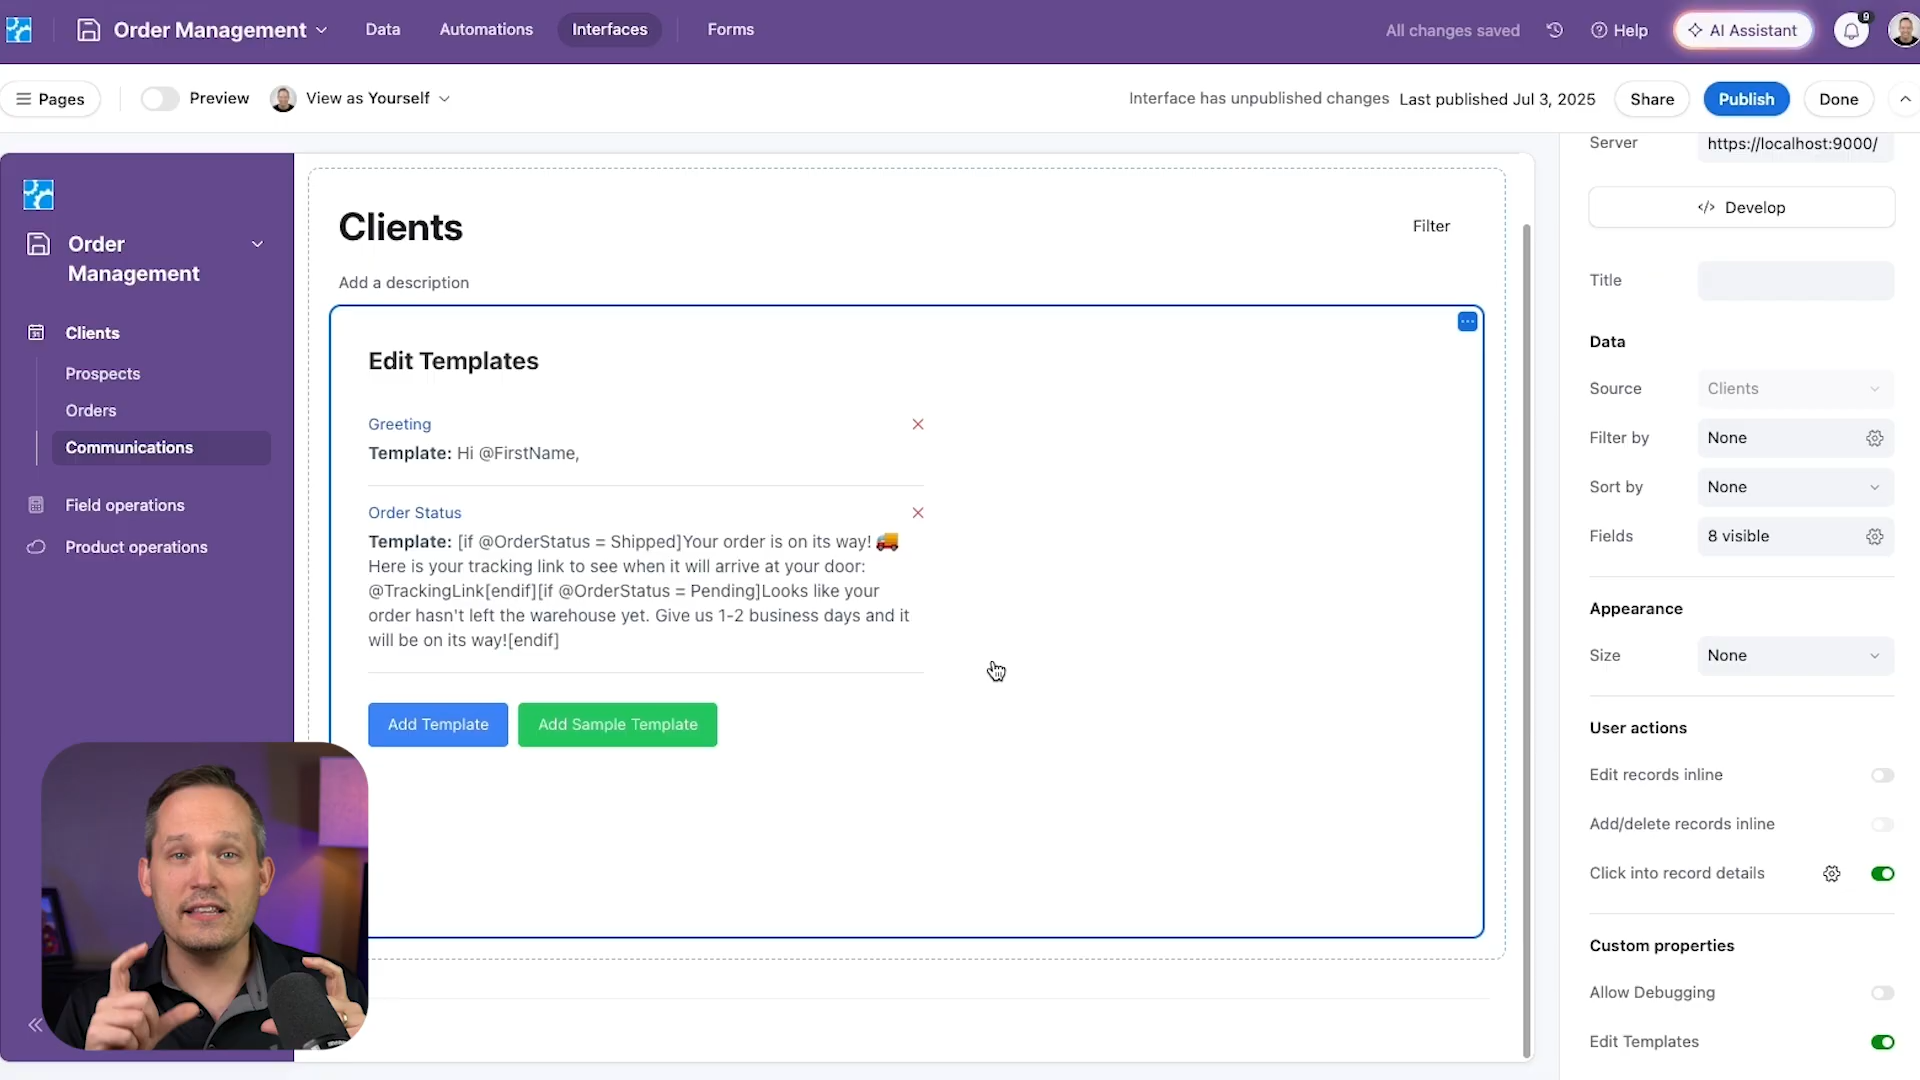 Order Management
Data
Automations
Interfaces
Forms
All changes saved
Help
AI Assistant
9
Pages
Preview
View as Yourself
Interface has unpublished changes
Last published Jul 3, 2025
Share
Publish
Done
Order
Management
Clients
Prospects
Orders
Communications
Field operations
Product operations
Clients
Filter
Add a description
Edit Templates
Greeting
Template: Hi @FirstName,
Order Status
Template: [if @OrderStatus = Shipped]Your order is on its way! 🚚
Here is your tracking link to see when it will arrive at your door:
@TrackingLink[endif][if @OrderStatus = Pending]Looks like your
order hasn't left the warehouse yet. Give us 1-2 business days and it
will be on its way![endif]
Add Template
Add Sample Template
Server
https://localhost:9000/
</> Develop
Title
Data
Source
Clients
Filter by
None
Sort by
None
Fields
8 visible
Appearance
Size
None
User actions
Edit records inline
Add/delete records inline
Click into record details
Custom properties
Allow Debugging
Edit Templates